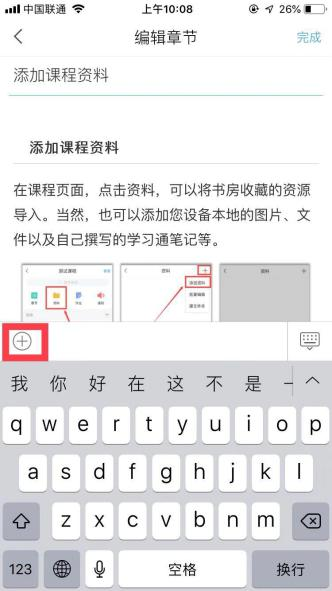 中国联通 上午10:08 26%
编辑章节 完成
添加课程资料
添加课程资料
在课程页面，点击资料，可以将书房收藏的资源
导入。当然，也可以添加您设备本地的图片、文
件以及自己撰写的学习通笔记等。
测试课程 资料 资料
添加资料
批量编辑
我 你 好 在 这 不 是 一
q w e r t y u i o p
a s d f g h j k l
z x c v b n m
123 空格 换行